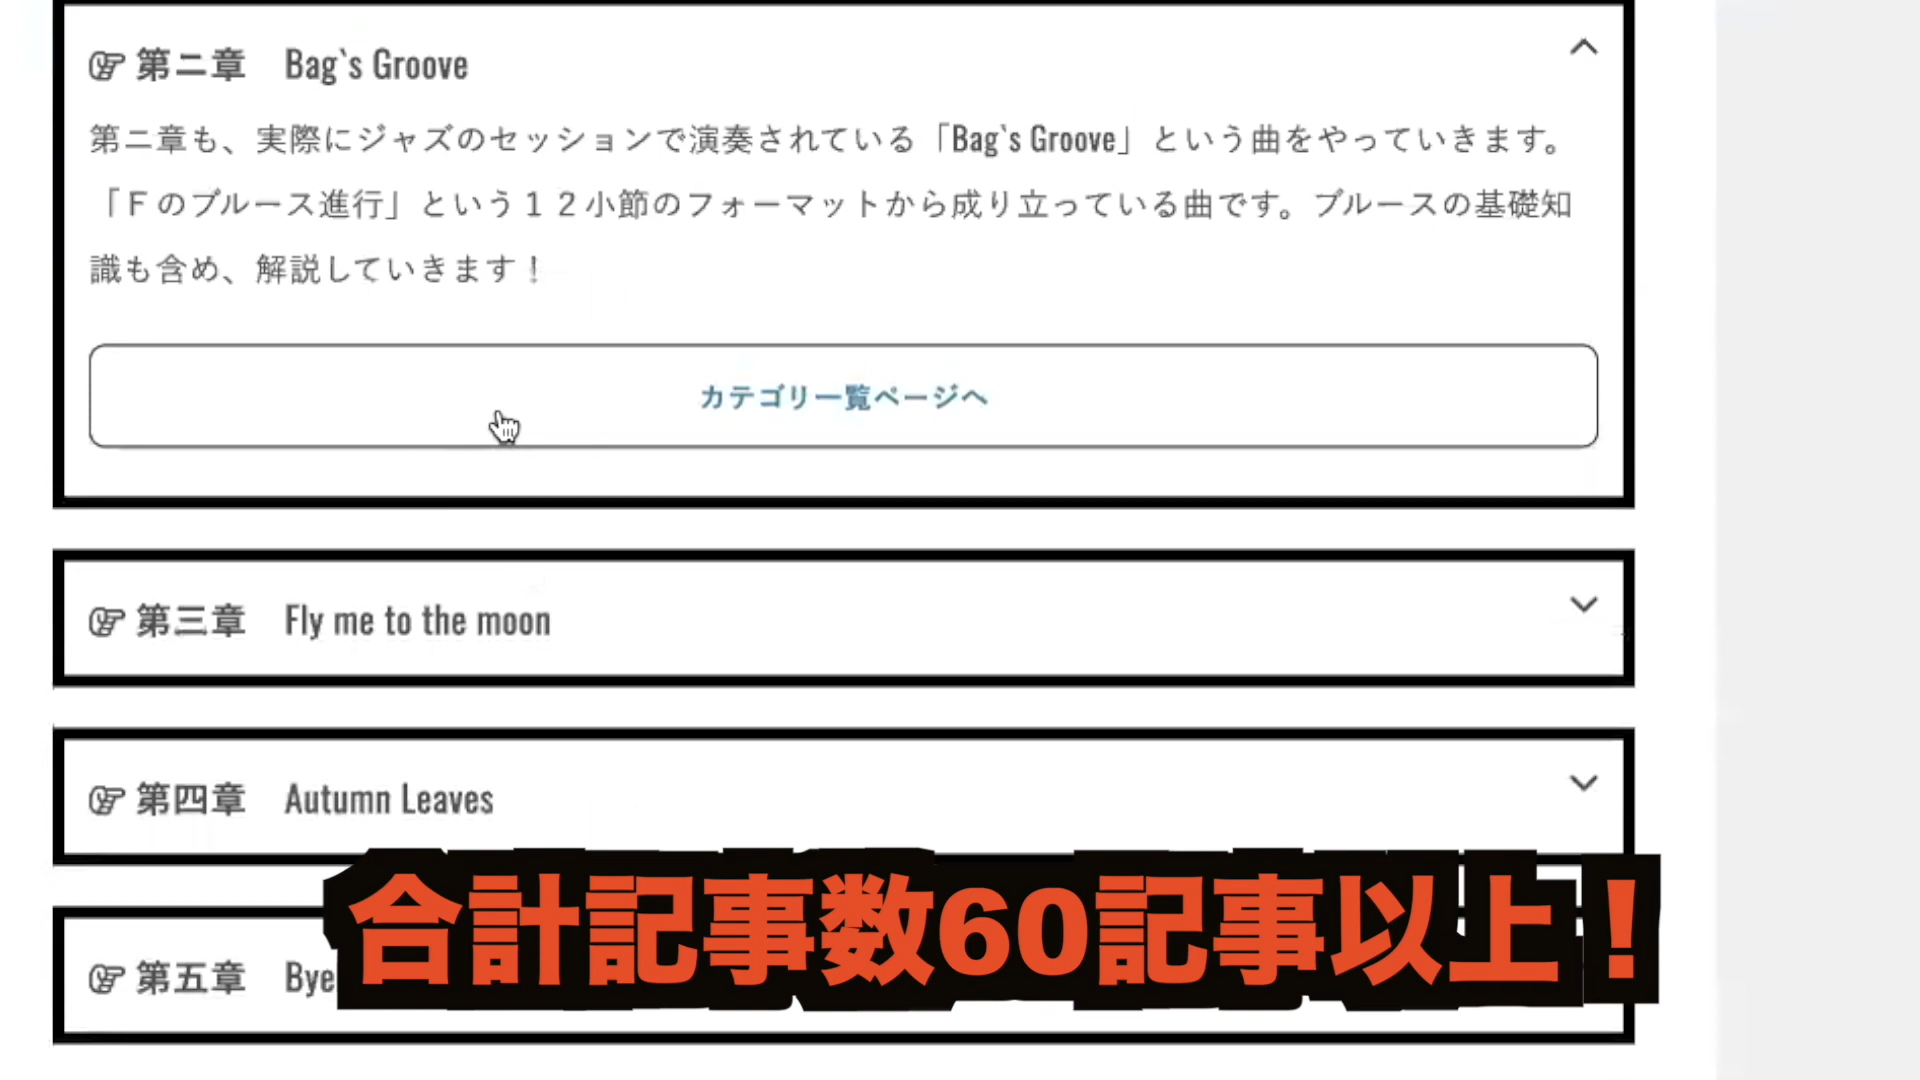 第二章　Bag`s Groove
第二章も、実際にジャズのセッションで演奏されている「Bag`s Groove」という曲をやっていきます。
「Ｆのブルース進行」という１２小節のフォーマットから成り立っている曲です。ブルースの基礎知
識も含め、解説していきます！
カテゴリ一覧ページへ
第三章　Fly me to the moon
第四章　Autumn Leaves
第五章　Bye
合計記事数60記事以上！